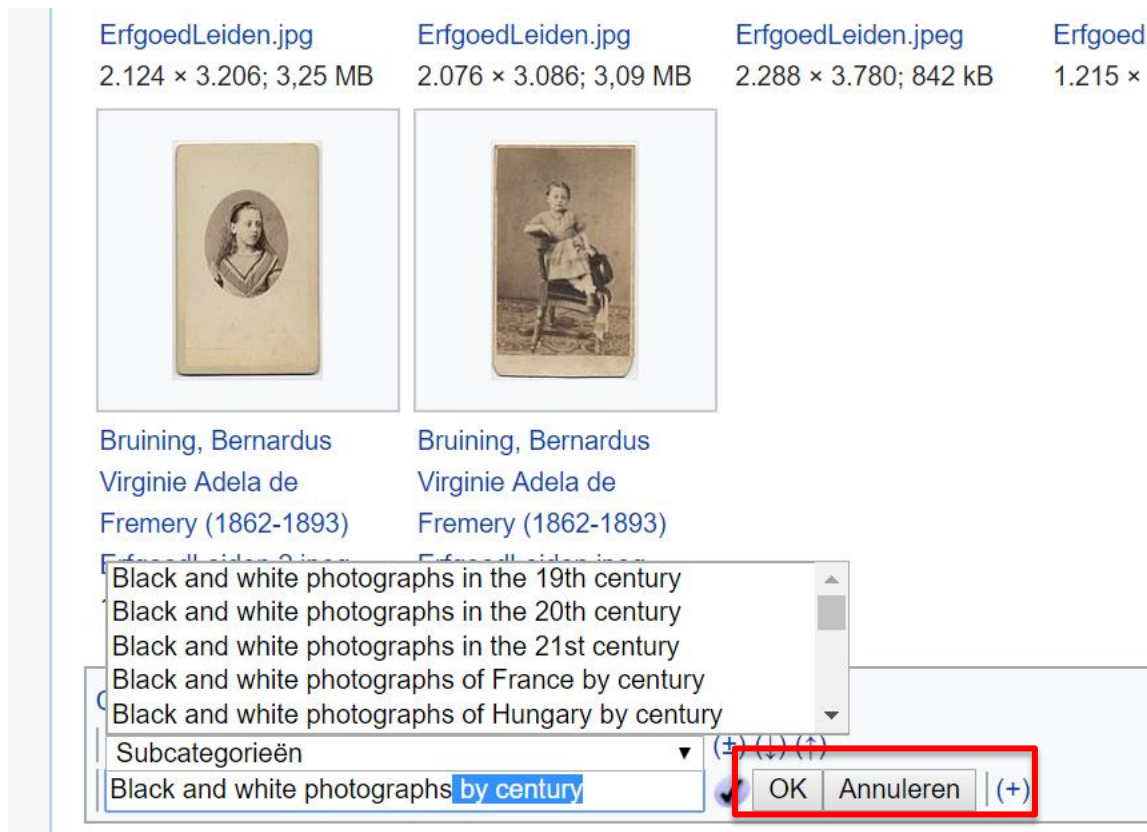 ErfgoedLeiden.jpg
2.124 × 3.206; 3,25 MB
ErfgoedLeiden.jpg
2.076 × 3.086; 3,09 MB
ErfgoedLeiden.jpeg
2.288 × 3.780; 842 kB
Erfgoed
1.215 ×
Bruining, Bernardus
Virginie Adela de
Fremery (1862-1893)
Bruining, Bernardus
Virginie Adela de
Fremery (1862-1893)
Black and white photographs in the 19th century
Black and white photographs in the 20th century
Black and white photographs in the 21st century
Black and white photographs of France by century
Black and white photographs of Hungary by century
Subcategorieën ▼ (±) (↓) (↑)
Black and white photographs by century OK Annuleren | (+)